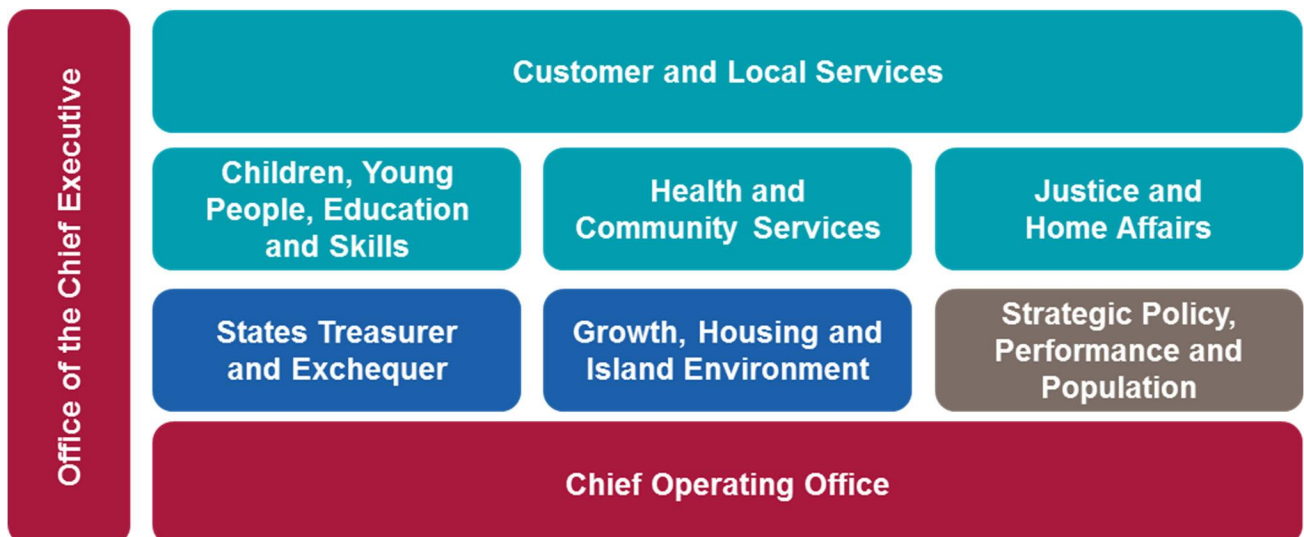 Office of the Chief Executive
Customer and Local Services
Children, Young
People, Education
and Skills
Health and
Community Services
Justice and
Home Affairs
States Treasurer
and Exchequer
Growth, Housing and
Island Environment
Strategic Policy,
Performance and
Population
Chief Operating Office